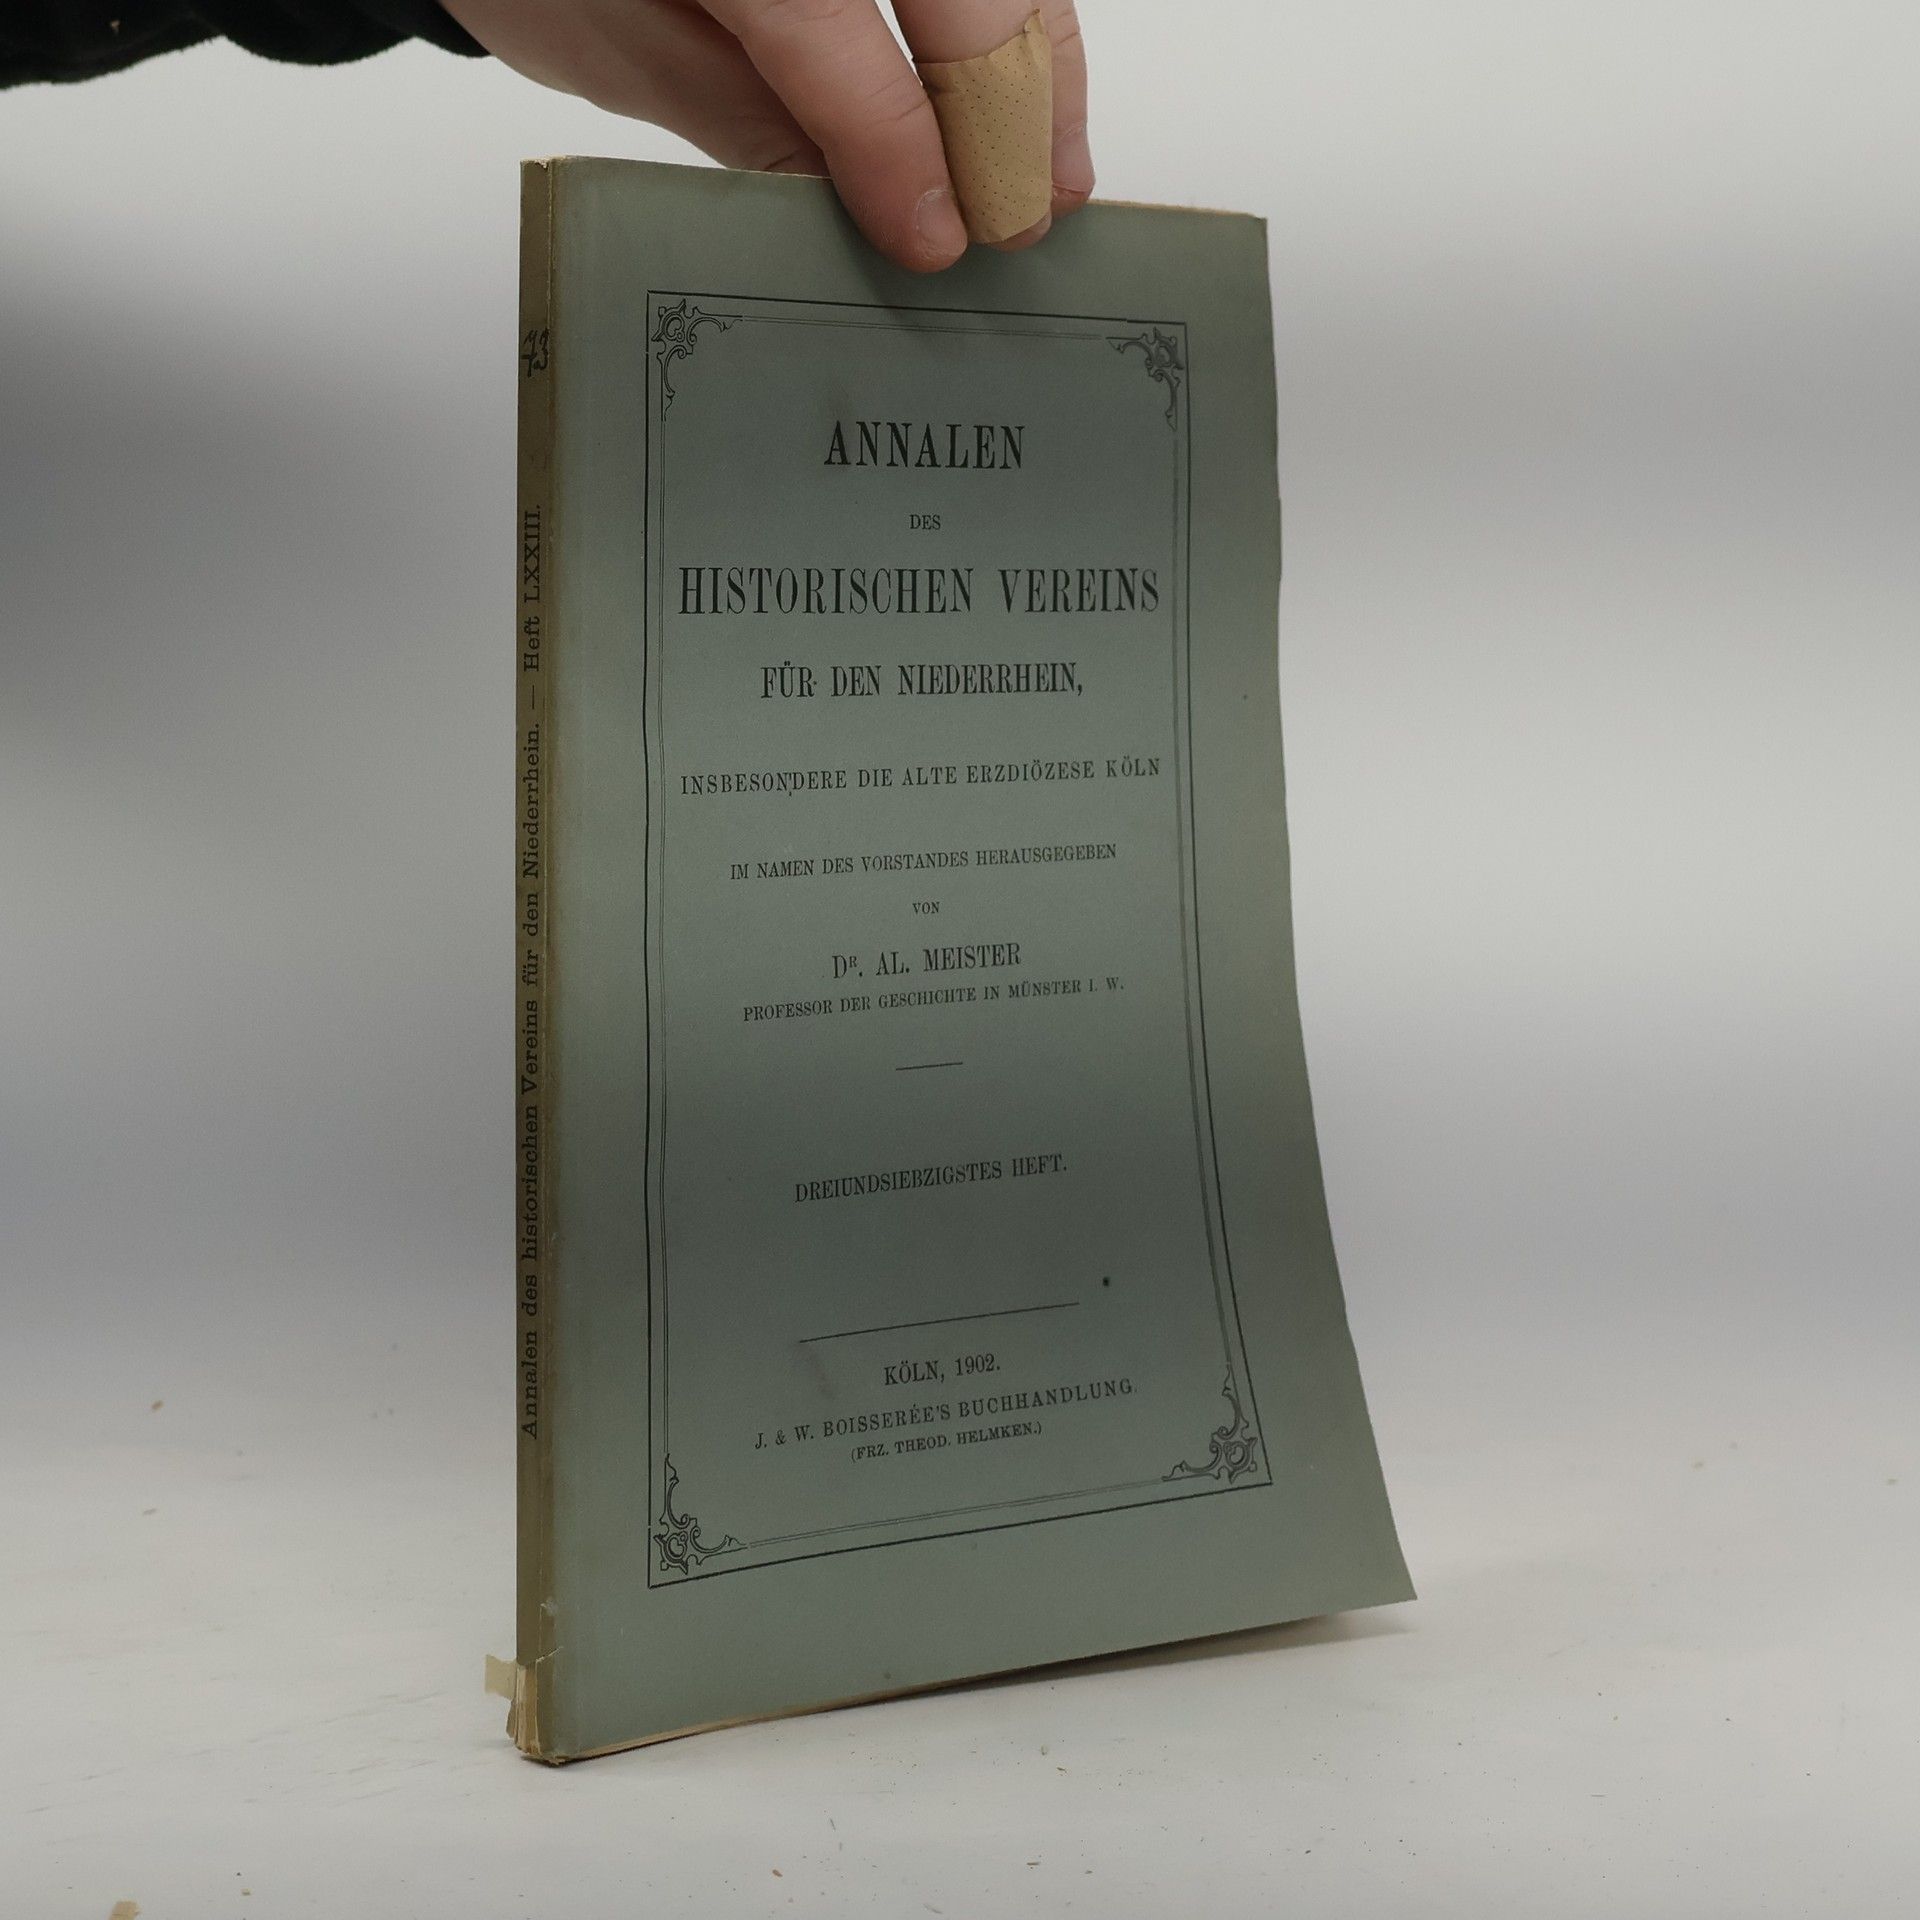 73
Annalen des historischen Vereins für den Niederrhein. — Heft LXXIII.
ANNALEN
DES
HISTORISCHEN VEREINS
FÜR DEN NIEDERRHEIN,
INSBESONDERE DIE ALTE ERZDIÖZESE KÖLN
IM NAMEN DES VORSTANDES HERAUSGEGEBEN
VON
DR. AL. MEISTER
PROFESSOR DER GESCHICHTE IN MÜNSTER I. W.
DREIUNDSIEBZIGSTES HEFT.
KÖLN, 1902.
J. & W. BOISSERÉE'S BUCHHANDLUNG.
(FRZ. THEOD. HELMKEN.)